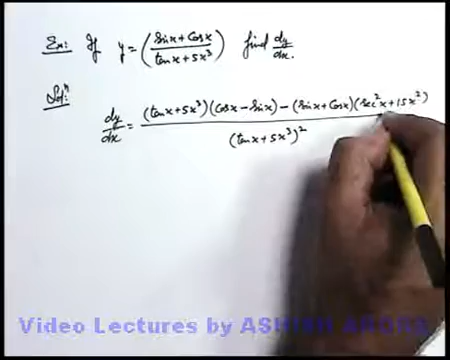 Ex: If y = ( (sinx + cosx) / (tanx + 5x³) ) find dy/dx.
Solⁿ
dy/dx = ( (tanx + 5x³)(cosx − sinx) − (sinx + cosx)(sec²x + 15x²) ) / (tanx + 5x³)²
Video Lectures by ASHISH ARORA